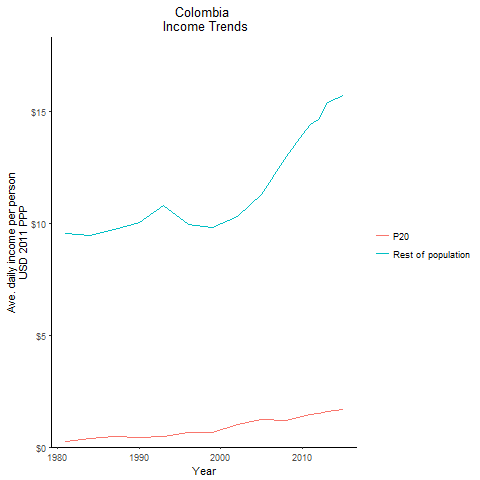 Colombia
Income Trends
Ave. daily income per person
USD 2011 PPP
$15
$10
$5
$0
1980 1990 2000 2010
Year
P20
Rest of population